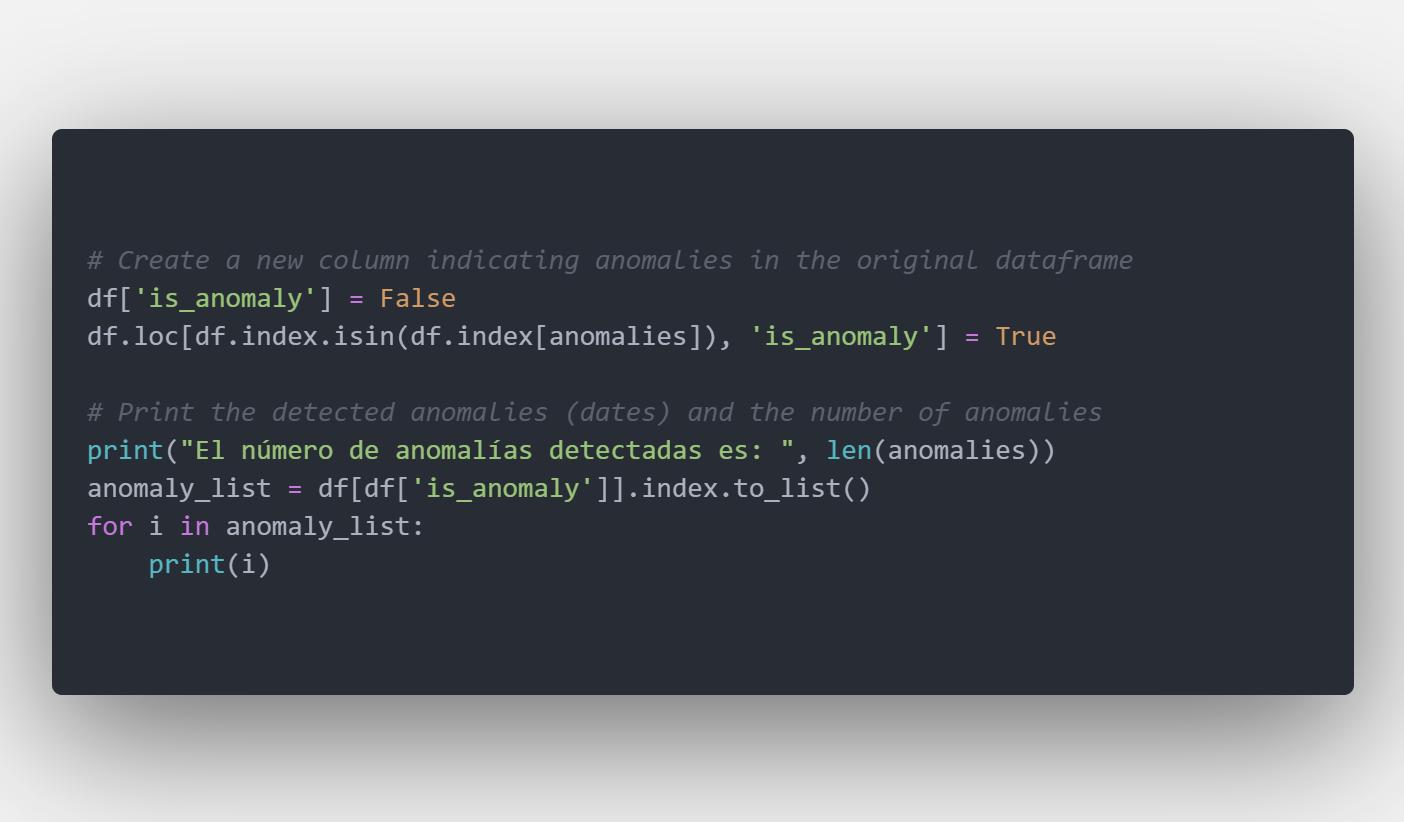 # Create a new column indicating anomalies in the original dataframe
df['is_anomaly'] = False
df.loc[df.index.isin(df.index[anomalies]), 'is_anomaly'] = True
# Print the detected anomalies (dates) and the number of anomalies
print("El número de anomalías detectadas es: ", len(anomalies))
anomaly_list = df[df['is_anomaly']].index.to_list()
for i in anomaly_list:
    print(i)